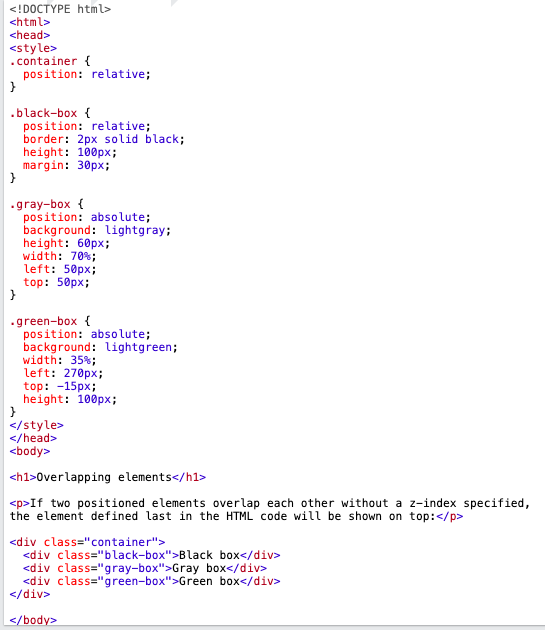 <!DOCTYPE html>
<html>
<head>
<style>
.container {
  position: relative;
}

.black-box {
  position: relative;
  border: 2px solid black;
  height: 100px;
  margin: 30px;
}

.gray-box {
  position: absolute;
  background: lightgray;
  height: 60px;
  width: 70%;
  left: 50px;
  top: 50px;
}

.green-box {
  position: absolute;
  background: lightgreen;
  width: 35%;
  left: 270px;
  top: -15px;
  height: 100px;
}
</style>
</head>
<body>

<h1>Overlapping elements</h1>

<p>If two positioned elements overlap each other without a z-index specified,
the element defined last in the HTML code will be shown on top:</p>

<div class="container">
  <div class="black-box">Black box</div>
  <div class="gray-box">Gray box</div>
  <div class="green-box">Green box</div>
</div>

</body>